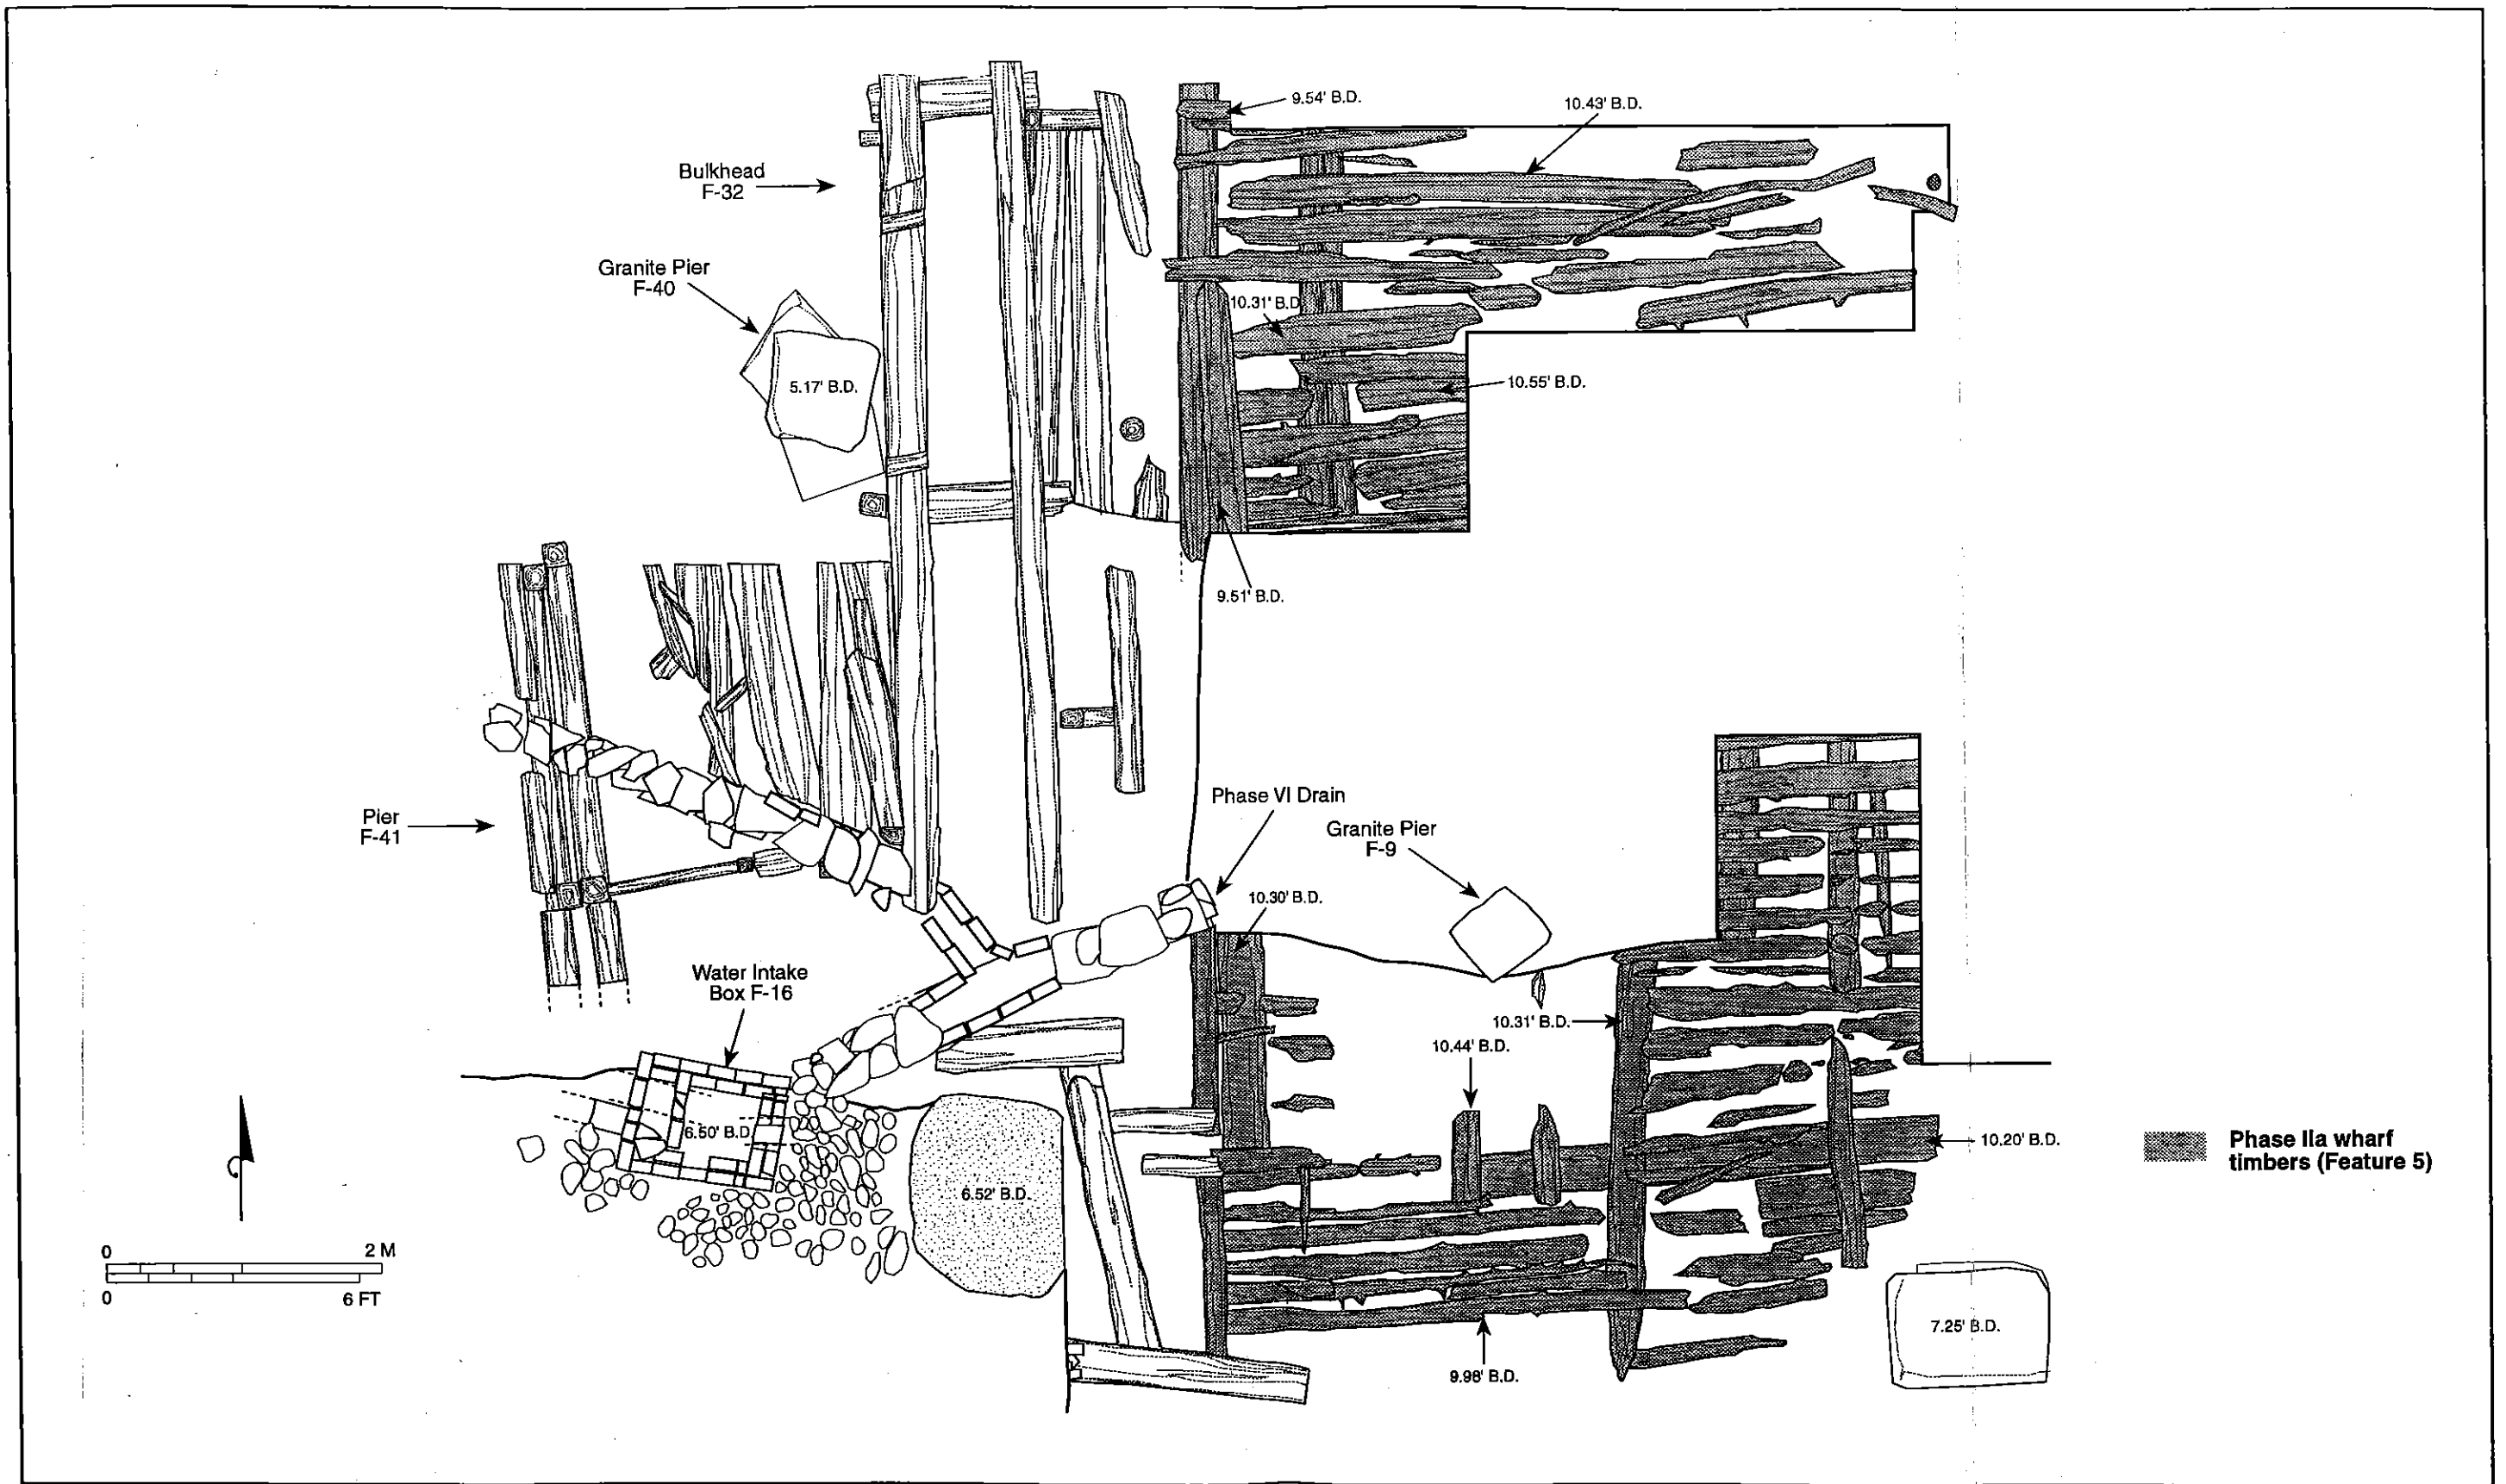 9.54' B.D.
10.43' B.D.
Bulkhead
F-32
Granite Pier
F-40
10.31' B.D
5.17' B.D.
10.55' B.D.
9.51' B.D.
Phase VI Drain
Pier
F-41
Granite Pier
F-9
10.30' B.D.
Water Intake
Box F-16
10.31' B.D.
10.44' B.D.
6.50' B.D
10.20' B.D.
Phase IIa wharf
timbers (Feature 5)
6.52' B.D.
0 2 M
0 6 FT
7.25' B.D.
9.98' B.D.